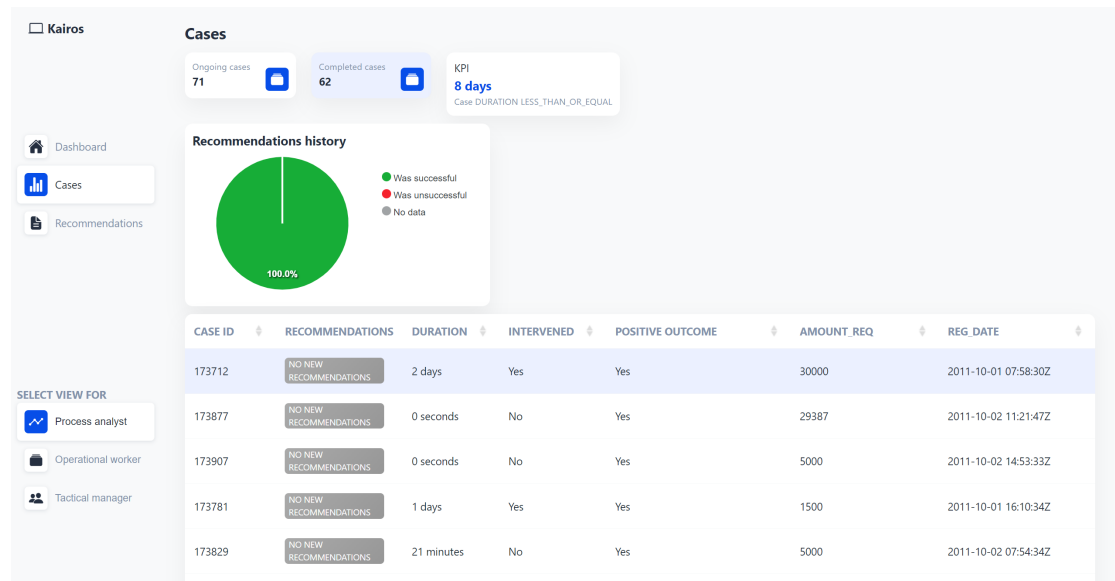 Kairos
Cases
Ongoing cases
71
Completed cases
62
KPI
8 days
Case DURATION LESS_THAN_OR_EQUAL
Dashboard
Cases
Recommendations
Recommendations history
Was successful
Was unsuccessful
No data
100.0%
CASE ID RECOMMENDATIONS DURATION INTERVENED POSITIVE OUTCOME AMOUNT_REQ REG_DATE
173712 NO NEW RECOMMENDATIONS 2 days Yes Yes 30000 2011-10-01 07:58:30Z
173877 NO NEW RECOMMENDATIONS 0 seconds No Yes 29387 2011-10-02 11:21:47Z
173907 NO NEW RECOMMENDATIONS 0 seconds No Yes 5000 2011-10-02 14:53:33Z
173781 NO NEW RECOMMENDATIONS 1 days Yes Yes 1500 2011-10-01 16:10:34Z
173829 NO NEW RECOMMENDATIONS 21 minutes No Yes 5000 2011-10-02 07:54:34Z
SELECT VIEW FOR
Process analyst
Operational worker
Tactical manager